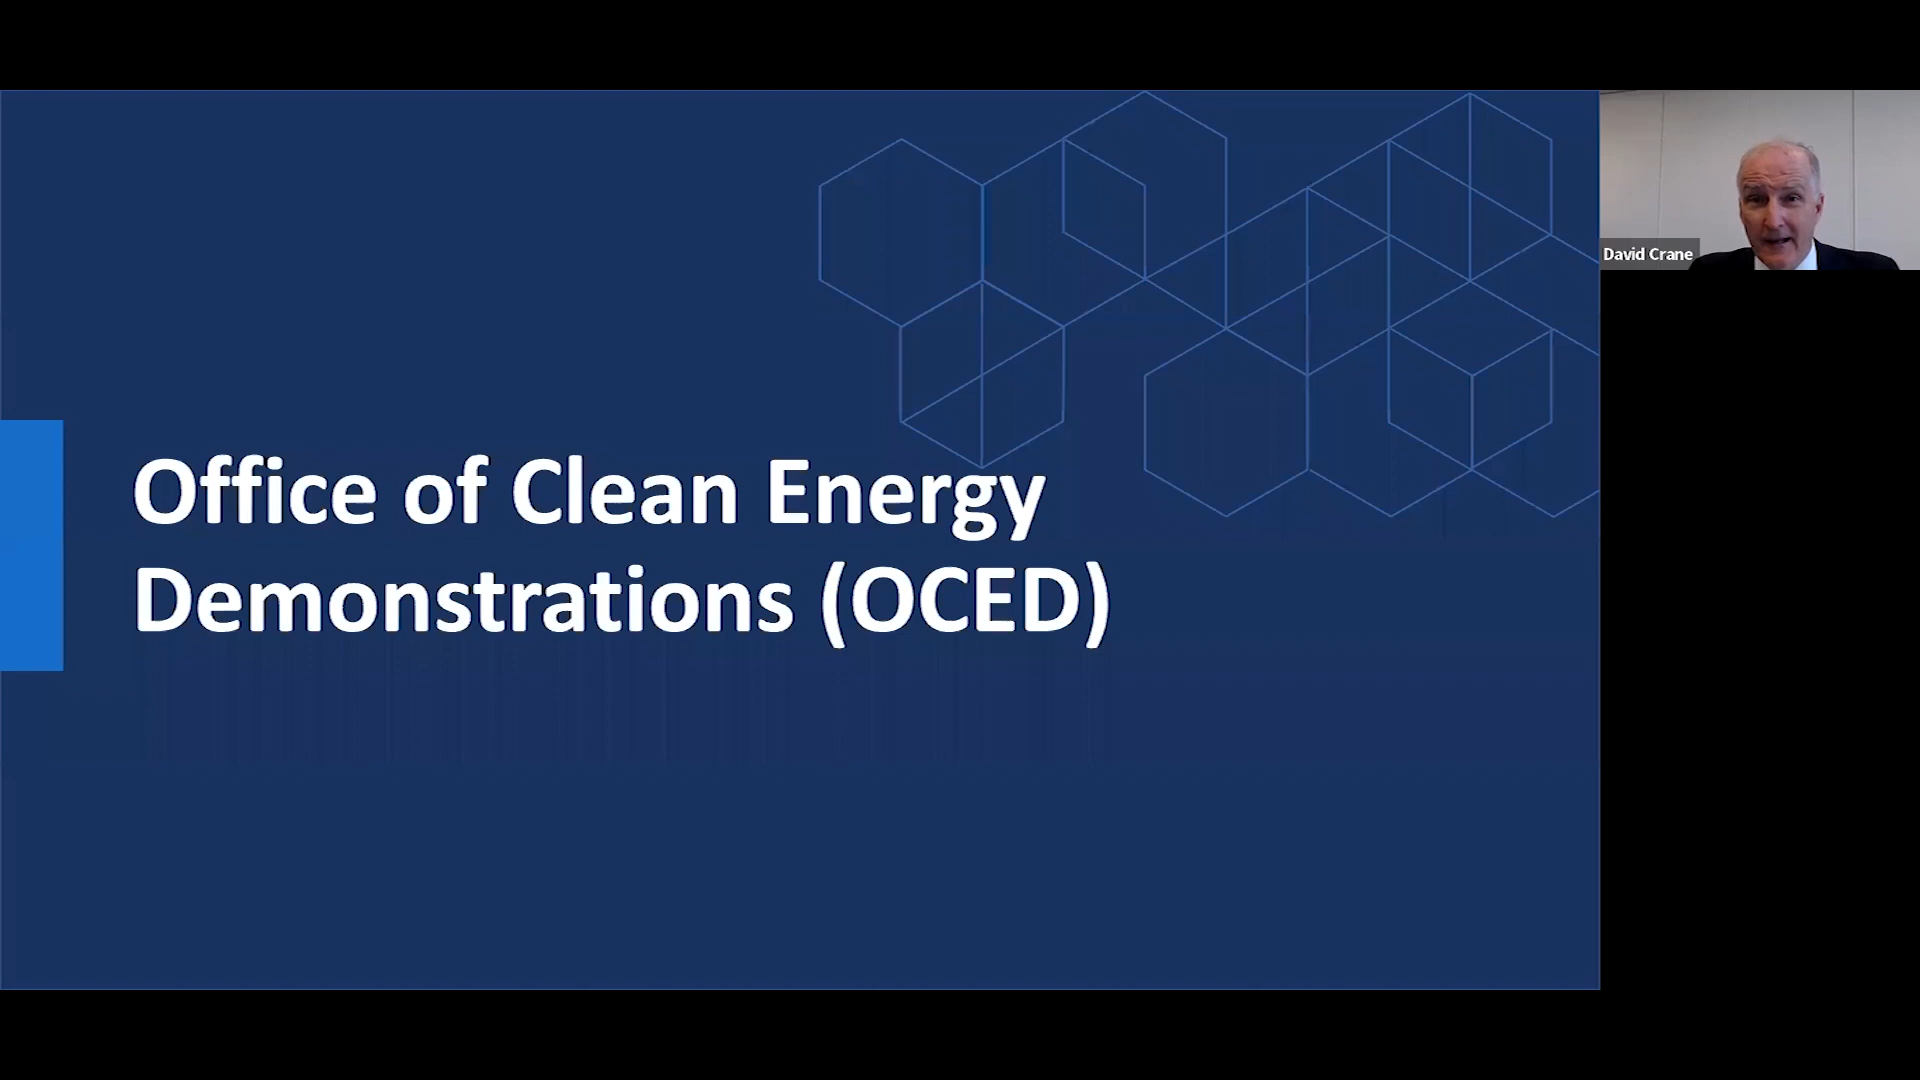 Office of Clean Energy
Demonstrations (OCED)
David Crane